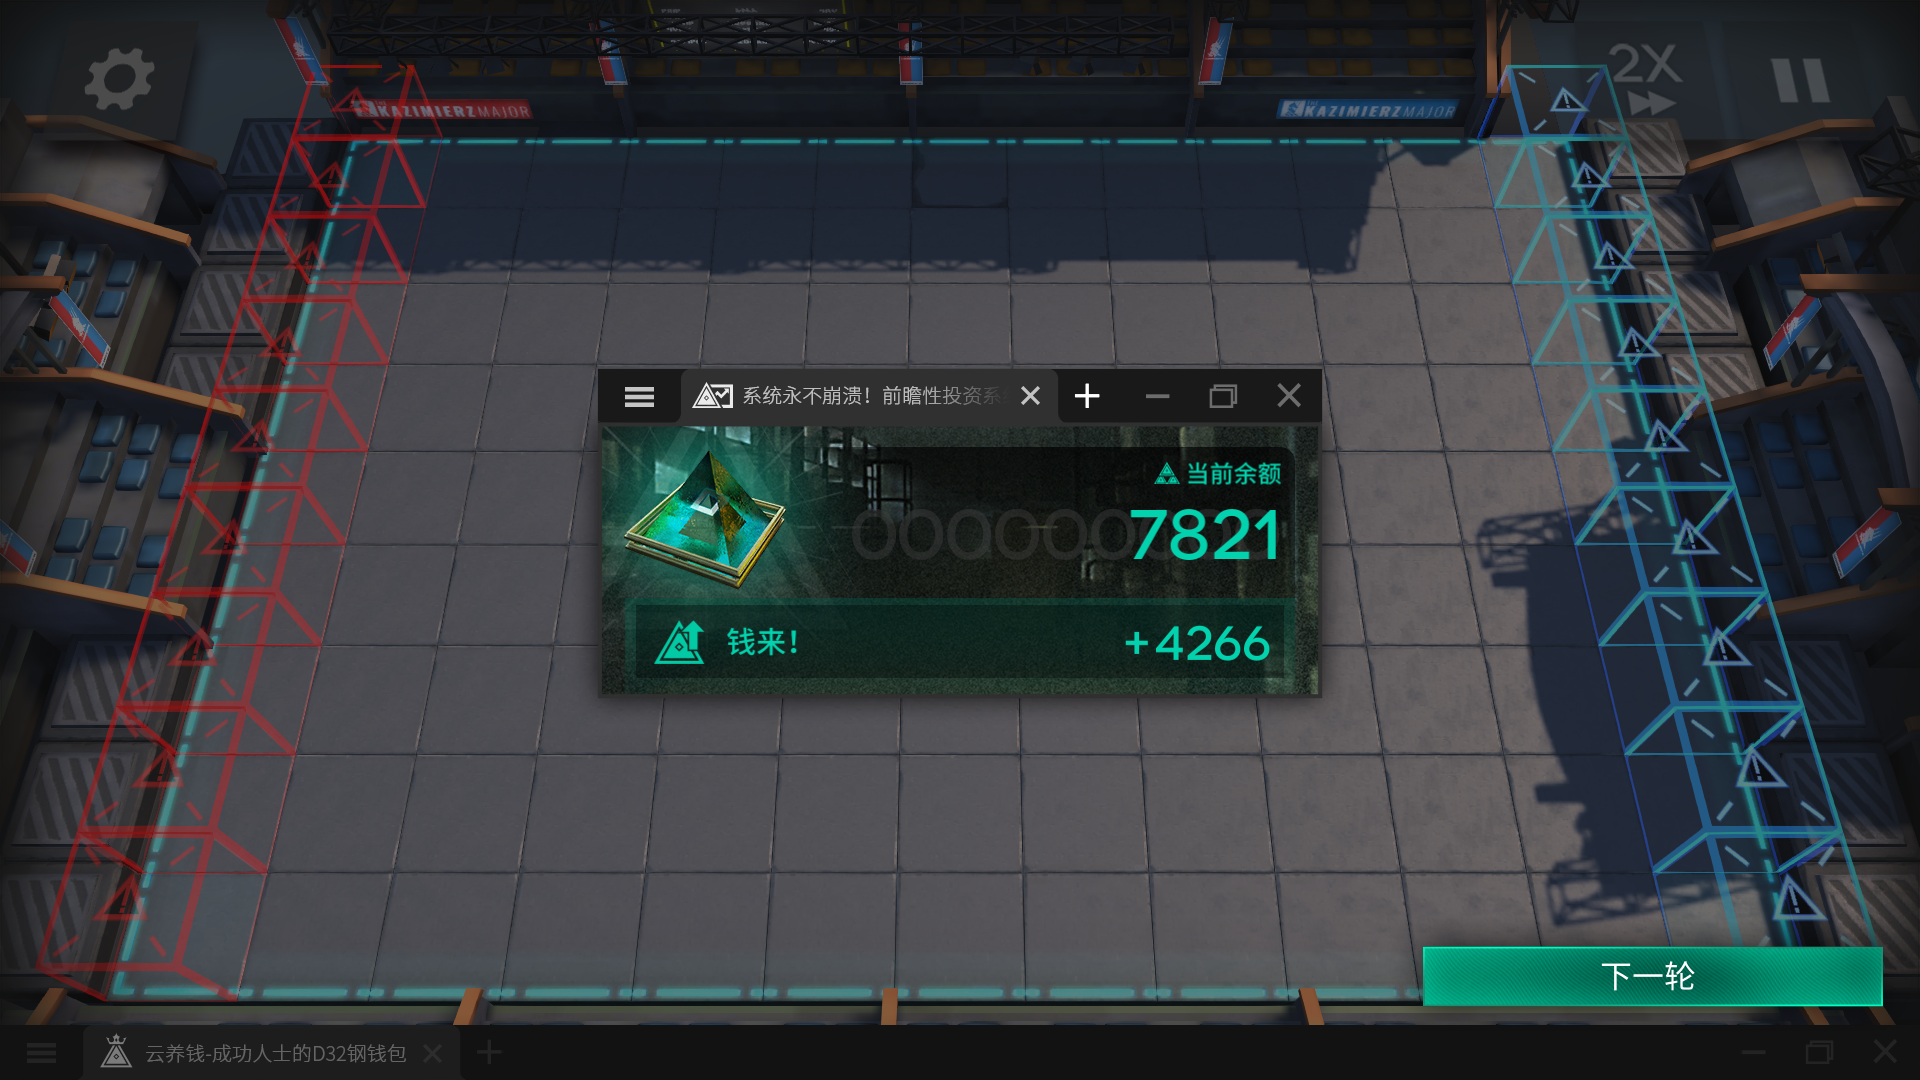 2X
KAZIMIERZ MAJOR
KAZIMIERZ MAJOR
系统永不崩溃！前瞻性投资系
当前余额
7821
钱来！
+4266
下一轮
云养钱-成功人士的D32钢钱包